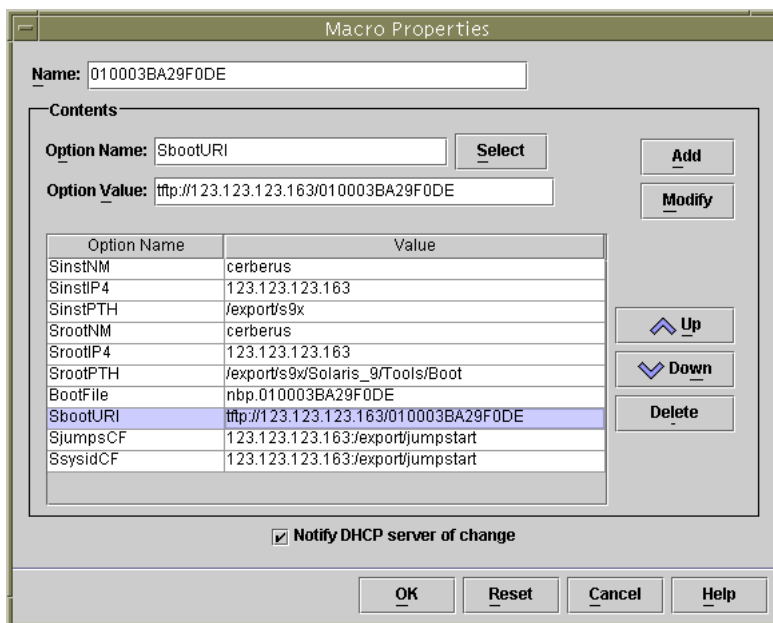 Macro Properties
Name: 010003BA29F0DE
Contents
Option Name: SbootURI Select Add
Option Value: tftp://123.123.123.163/010003BA29F0DE Modify
Option Name Value
SinstNM cerberus
SinstIP4 123.123.123.163
SinstPTH /export/s9x
SrootNM cerberus
SrootIP4 123.123.123.163
SrootPTH /export/s9x/Solaris_9/Tools/Boot
BootFile nbp.010003BA29F0DE
SbootURI tftp://123.123.123.163/010003BA29F0DE
SjumpsCF 123.123.123.163:/export/jumpstart
SsysidCF 123.123.123.163:/export/jumpstart
Up
Down
Delete
Notify DHCP server of change
OK Reset Cancel Help